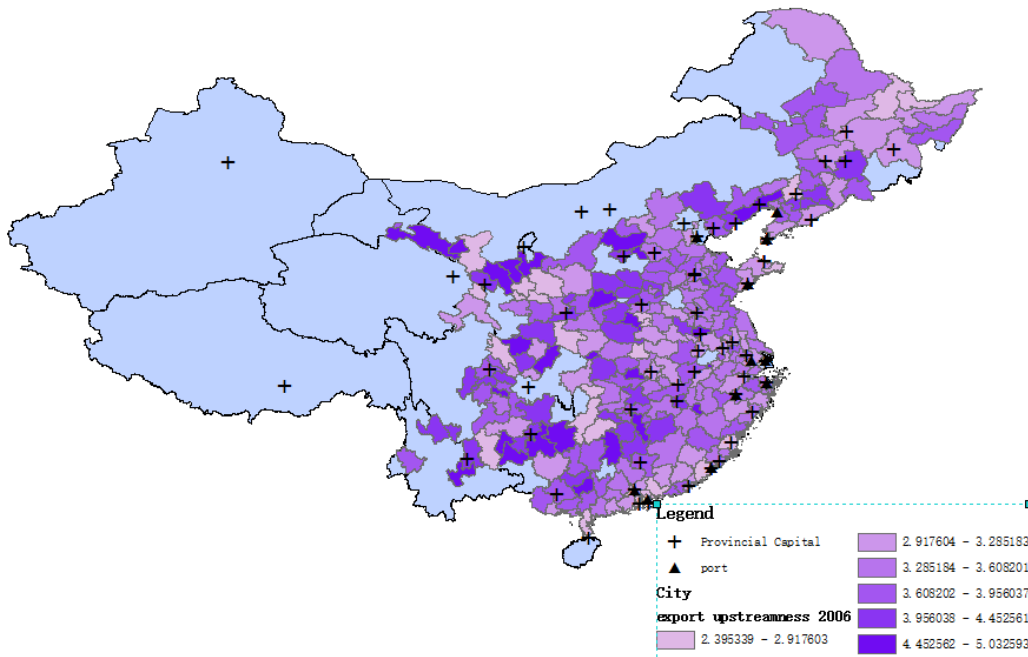 Legend
Provincial Capital
port
City
export upstreamness 2006
2.395339 - 2.917603
2.917604 - 3.285183
3.285184 - 3.608201
3.608202 - 3.956037
3.956038 - 4.452561
4.452562 - 5.032593